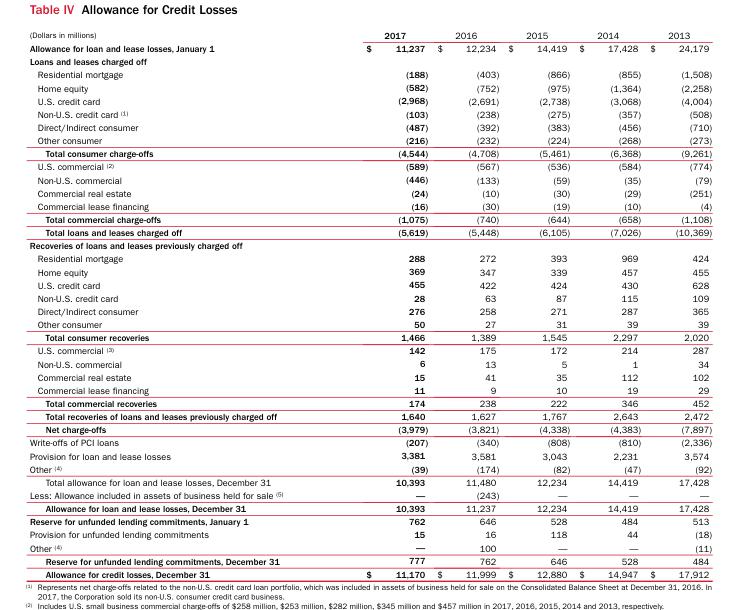 Table IV Allowance for Credit Losses
(Dollars in millions) 2017 2016 2015 2014 2013
Allowance for loan and lease losses, January 1 $ 11,237 $ 12,234 $ 14,419 $ 17,428 $ 24,179
Loans and leases charged off
Residential mortgage (188) (403) (866) (855) (1,508)
Home equity (582) (752) (975) (1,364) (2,258)
U.S. credit card (2,968) (2,691) (2,738) (3,068) (4,004)
Non-U.S. credit card (1) (103) (238) (275) (357) (508)
Direct/Indirect consumer (487) (392) (383) (456) (710)
Other consumer (216) (232) (224) (268) (273)
Total consumer charge-offs (4,544) (4,708) (5,461) (6,368) (9,261)
U.S. commercial (2) (589) (567) (536) (584) (774)
Non-U.S. commercial (446) (133) (59) (35) (79)
Commercial real estate (24) (10) (30) (29) (251)
Commercial lease financing (16) (30) (19) (10) (4)
Total commercial charge-offs (1,075) (740) (644) (658) (1,108)
Total loans and leases charged off (5,619) (5,448) (6,105) (7,026) (10,369)
Recoveries of loans and leases previously charged off
Residential mortgage 288 272 393 969 424
Home equity 369 347 339 457 455
U.S. credit card 455 422 424 430 628
Non-U.S. credit card 28 63 87 115 109
Direct/Indirect consumer 276 258 271 287 365
Other consumer 50 27 31 39 39
Total consumer recoveries 1,466 1,389 1,545 2,297 2,020
U.S. commercial (3) 142 175 172 214 287
Non-U.S. commercial 6 13 5 1 34
Commercial real estate 15 41 35 112 102
Commercial lease financing 11 9 10 19 29
Total commercial recoveries 174 238 222 346 452
Total recoveries of loans and leases previously charged off 1,640 1,627 1,767 2,643 2,472
Net charge-offs (3,979) (3,821) (4,338) (4,383) (7,897)
Write-offs of PCI loans (207) (340) (808) (810) (2,336)
Provision for loan and lease losses 3,381 3,581 3,043 2,231 3,574
Other (4) (39) (174) (82) (47) (92)
Total allowance for loan and lease losses, December 31 10,393 11,480 12,234 14,419 17,428
Less: Allowance included in assets of business held for sale (5) — (243) — — —
Allowance for loan and lease losses, December 31 10,393 11,237 12,234 14,419 17,428
Reserve for unfunded lending commitments, January 1 762 646 528 484 513
Provision for unfunded lending commitments 15 16 118 44 (18)
Other (4) — 100 — — (11)
Reserve for unfunded lending commitments, December 31 777 762 646 528 484
Allowance for credit losses, December 31 $ 11,170 $ 11,999 $ 12,880 $ 14,947 $ 17,912
(1) Represents net charge-offs related to the non-U.S. credit card loan portfolio, which was included in assets of business held for sale on the Consolidated Balance Sheet at December 31, 2016. In
2017, the Corporation sold its non-U.S. consumer credit card business.
(2) Includes U.S. small business commercial charge-offs of $258 million, $253 million, $282 million, $345 million and $457 million in 2017, 2016, 2015, 2014 and 2013, respectively.